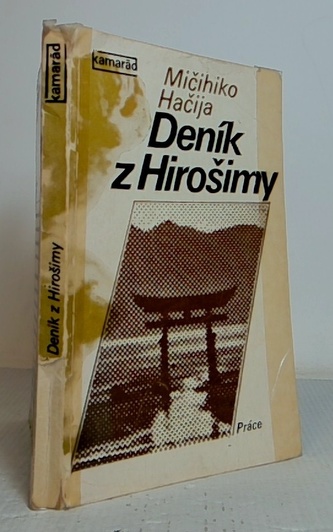 kamarád
Deník z Hirošimy
kamarád
Mičihiko
Hačija
Deník
z Hirošimy
Práce